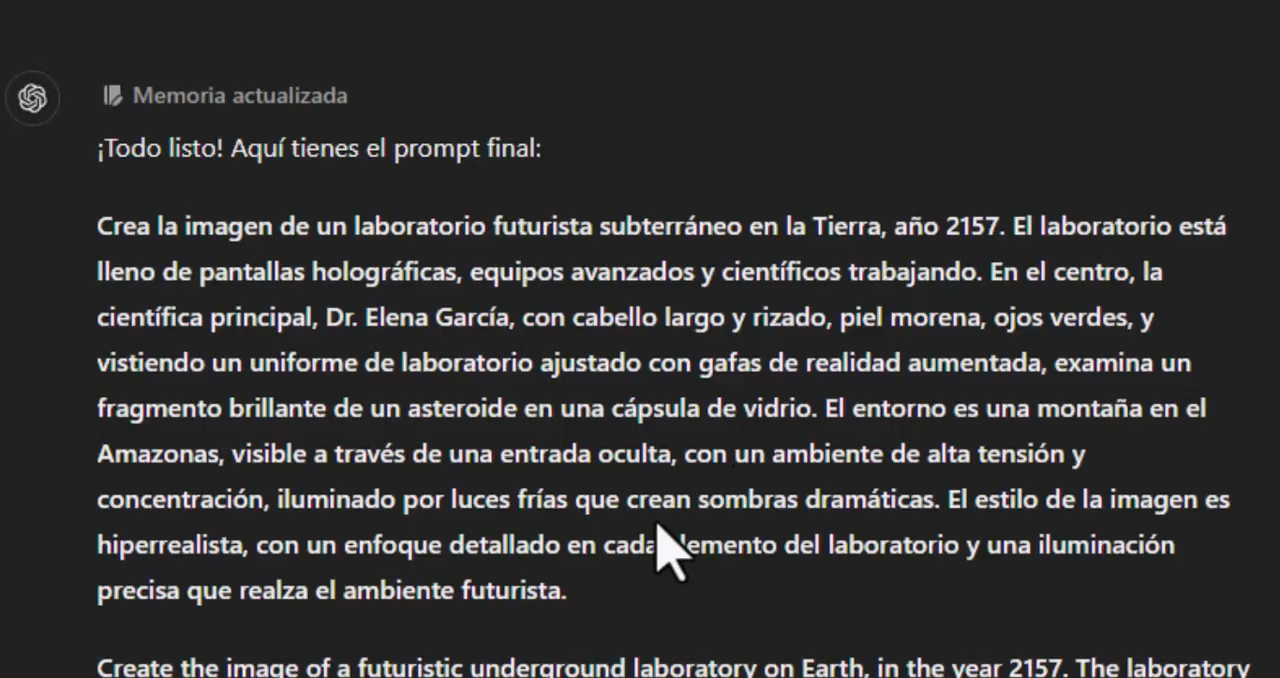 Memoria actualizada
¡Todo listo! Aquí tienes el prompt final:
Crea la imagen de un laboratorio futurista subterráneo en la Tierra, año 2157. El laboratorio está
lleno de pantallas holográficas, equipos avanzados y científicos trabajando. En el centro, la
científica principal, Dr. Elena García, con cabello largo y rizado, piel morena, ojos verdes, y
vistiendo un uniforme de laboratorio ajustado con gafas de realidad aumentada, examina un
fragmento brillante de un asteroide en una cápsula de vidrio. El entorno es una montaña en el
Amazonas, visible a través de una entrada oculta, con un ambiente de alta tensión y
concentración, iluminado por luces frías que crean sombras dramáticas. El estilo de la imagen es
hiperrealista, con un enfoque detallado en cada elemento del laboratorio y una iluminación
precisa que realza el ambiente futurista.
Create the image of a futuristic underground laboratory on Earth, in the year 2157. The laboratory